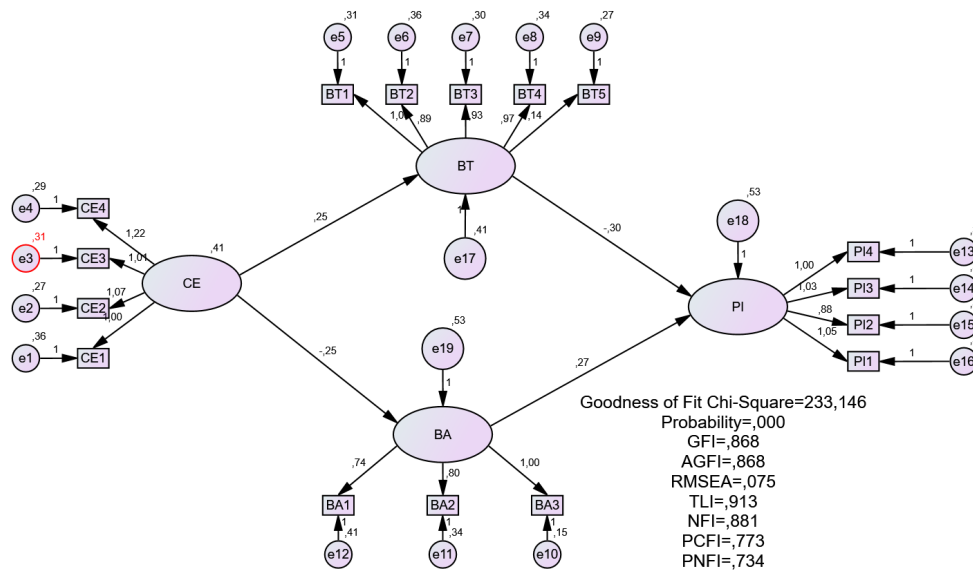 ,31 ,36 ,30 ,34 ,27
e5 e6 e7 e8 e9
1 1 1 1 1
BT1 BT2 BT3 BT4 BT5
,89 ,93 ,97
BT
,29
e4 1 CE4
,31
e3 1 CE3
,27
e2 1 CE2
,36
e1 1 CE1
1,22
1,01
1,07
,41
CE
,25
-,25
,41
e17
-,30
,53
e18
1
PI
1,00
1,03
,88
1,05
PI4 1 e13
PI3 1 e14
PI2 1 e15
PI1 1 e16
,53
e19
1
BA
,27
,74 ,80 1,00
BA1 BA2 BA3
1 1 1
,41 ,34 ,15
e12 e11 e10
Goodness of Fit Chi-Square=233,146
Probability=,000
GFI=,868
AGFI=,868
RMSEA=,075
TLI=,913
NFI=,881
PCFI=,773
PNFI=,734